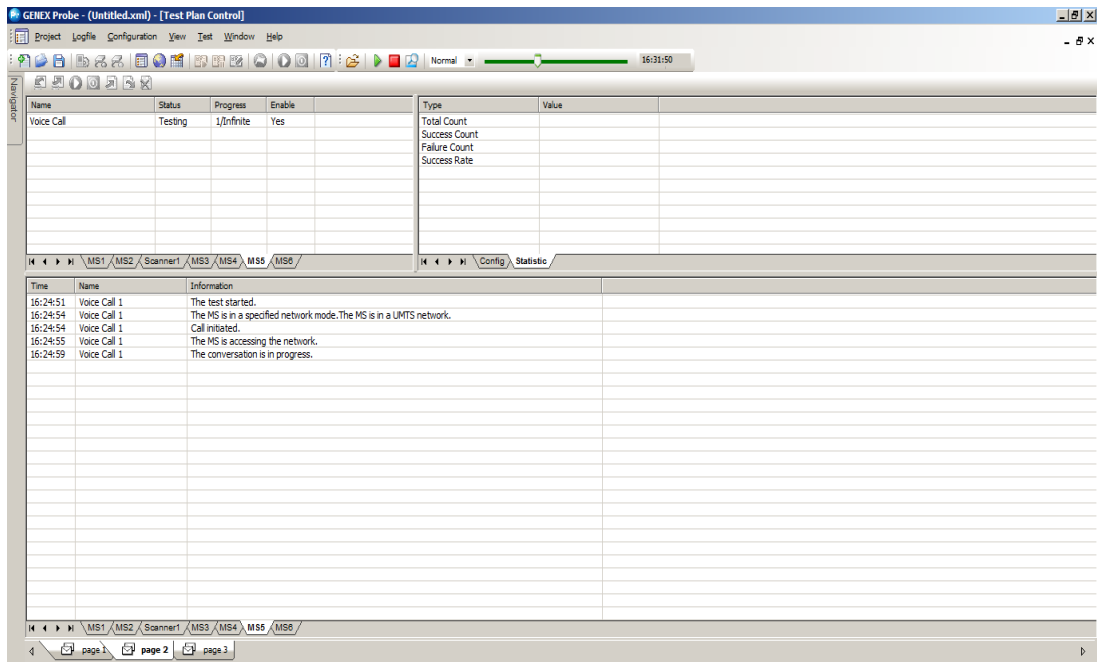 GENEX Probe - (Untitled.xml) - [Test Plan Control]
Project Logfile Configuration View Test Window Help
Normal 16:31:50
Navigator
Name Status Progress Enable
Voice Call Testing 1/Infinite Yes
Type Value
Total Count
Success Count
Failure Count
Success Rate
MS1 MS2 Scanner1 MS3 MS4 MS5 MS6
Config Statistic
Time Name Information
16:24:51 Voice Call 1 The test started.
16:24:54 Voice Call 1 The MS is in a specified network mode.The MS is in a UMTS network.
16:24:54 Voice Call 1 Call initiated.
16:24:55 Voice Call 1 The MS is accessing the network.
16:24:59 Voice Call 1 The conversation is in progress.
MS1 MS2 Scanner1 MS3 MS4 MS5 MS6
page 1 page 2 page 3